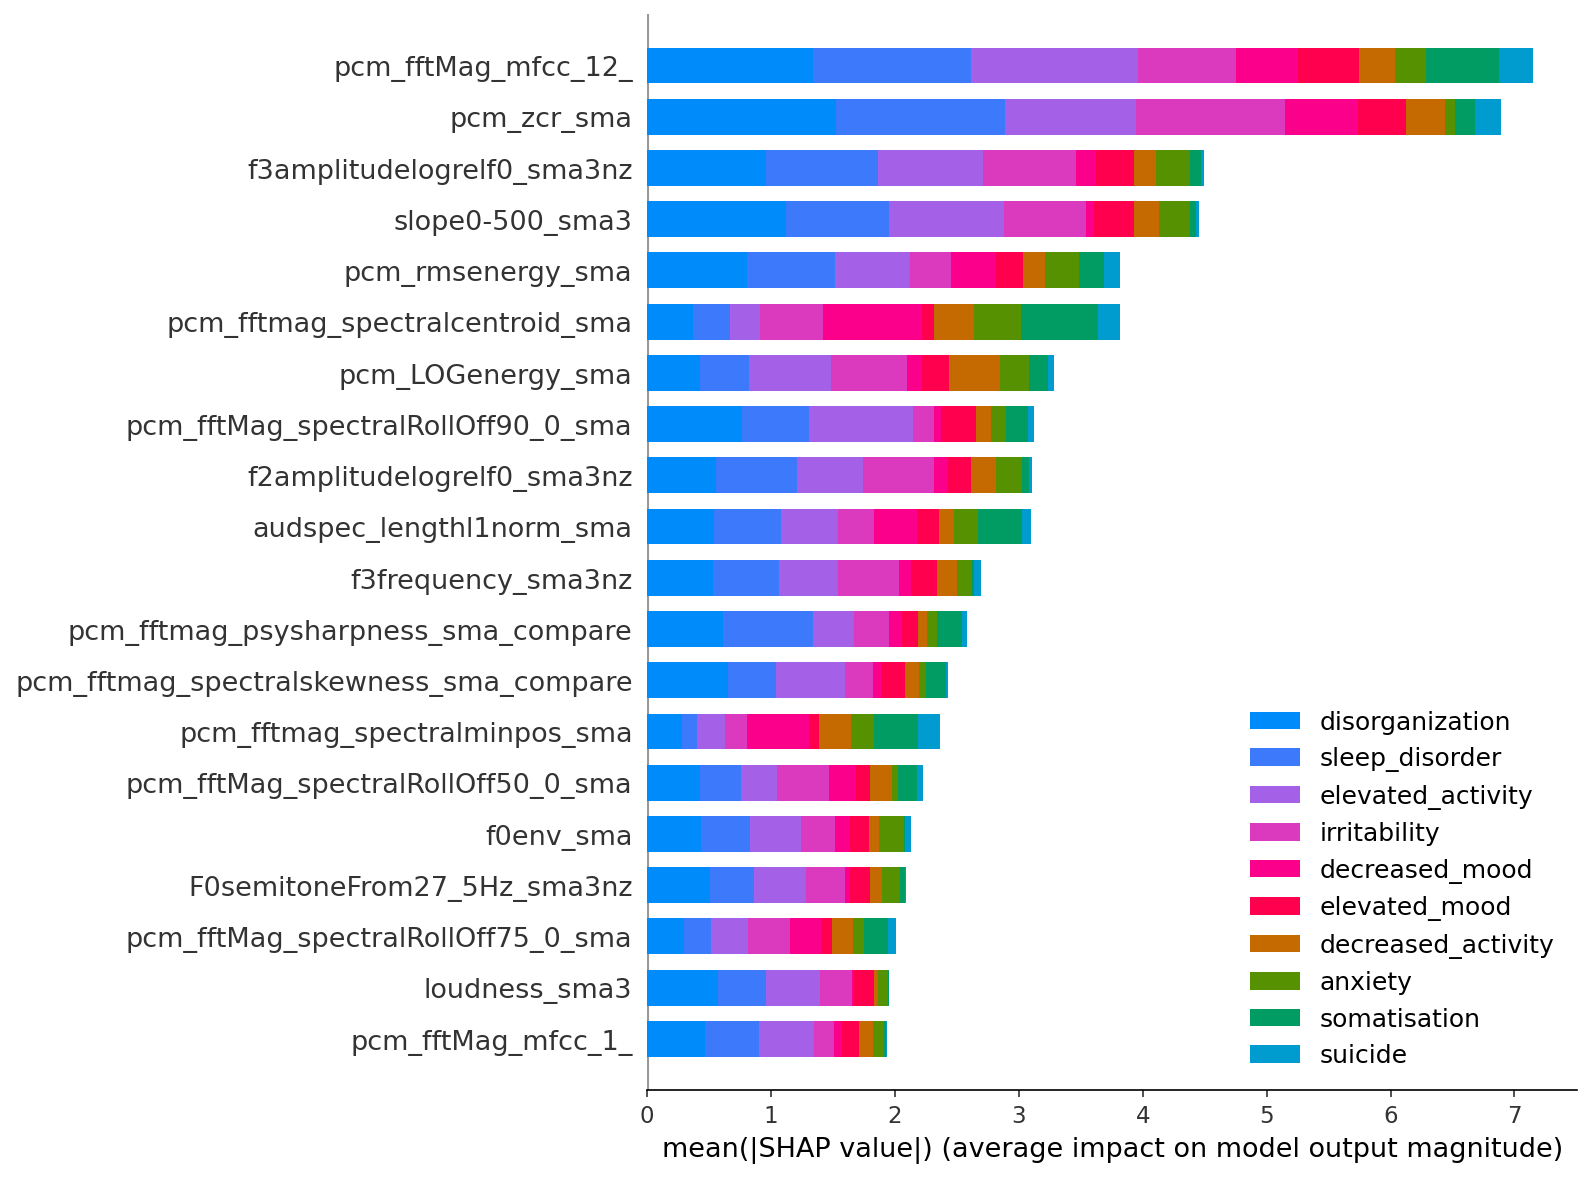 pcm_fftMag_mfcc_12_
pcm_zcr_sma
f3amplitudelogrelf0_sma3nz
slope0-500_sma3
pcm_rmsenergy_sma
pcm_fftmag_spectralcentroid_sma
pcm_LOGenergy_sma
pcm_fftMag_spectralRollOff90_0_sma
f2amplitudelogrelf0_sma3nz
audspec_lengthl1norm_sma
f3frequency_sma3nz
pcm_fftmag_psysharpness_sma_compare
pcm_fftmag_spectralskewness_sma_compare
pcm_fftmag_spectralminpos_sma
pcm_fftMag_spectralRollOff50_0_sma
f0env_sma
F0semitoneFrom27_5Hz_sma3nz
pcm_fftMag_spectralRollOff75_0_sma
loudness_sma3
pcm_fftMag_mfcc_1_
disorganization
sleep_disorder
elevated_activity
irritability
decreased_mood
elevated_mood
decreased_activity
anxiety
somatisation
suicide
0 1 2 3 4 5 6 7
mean(|SHAP value|) (average impact on model output magnitude)